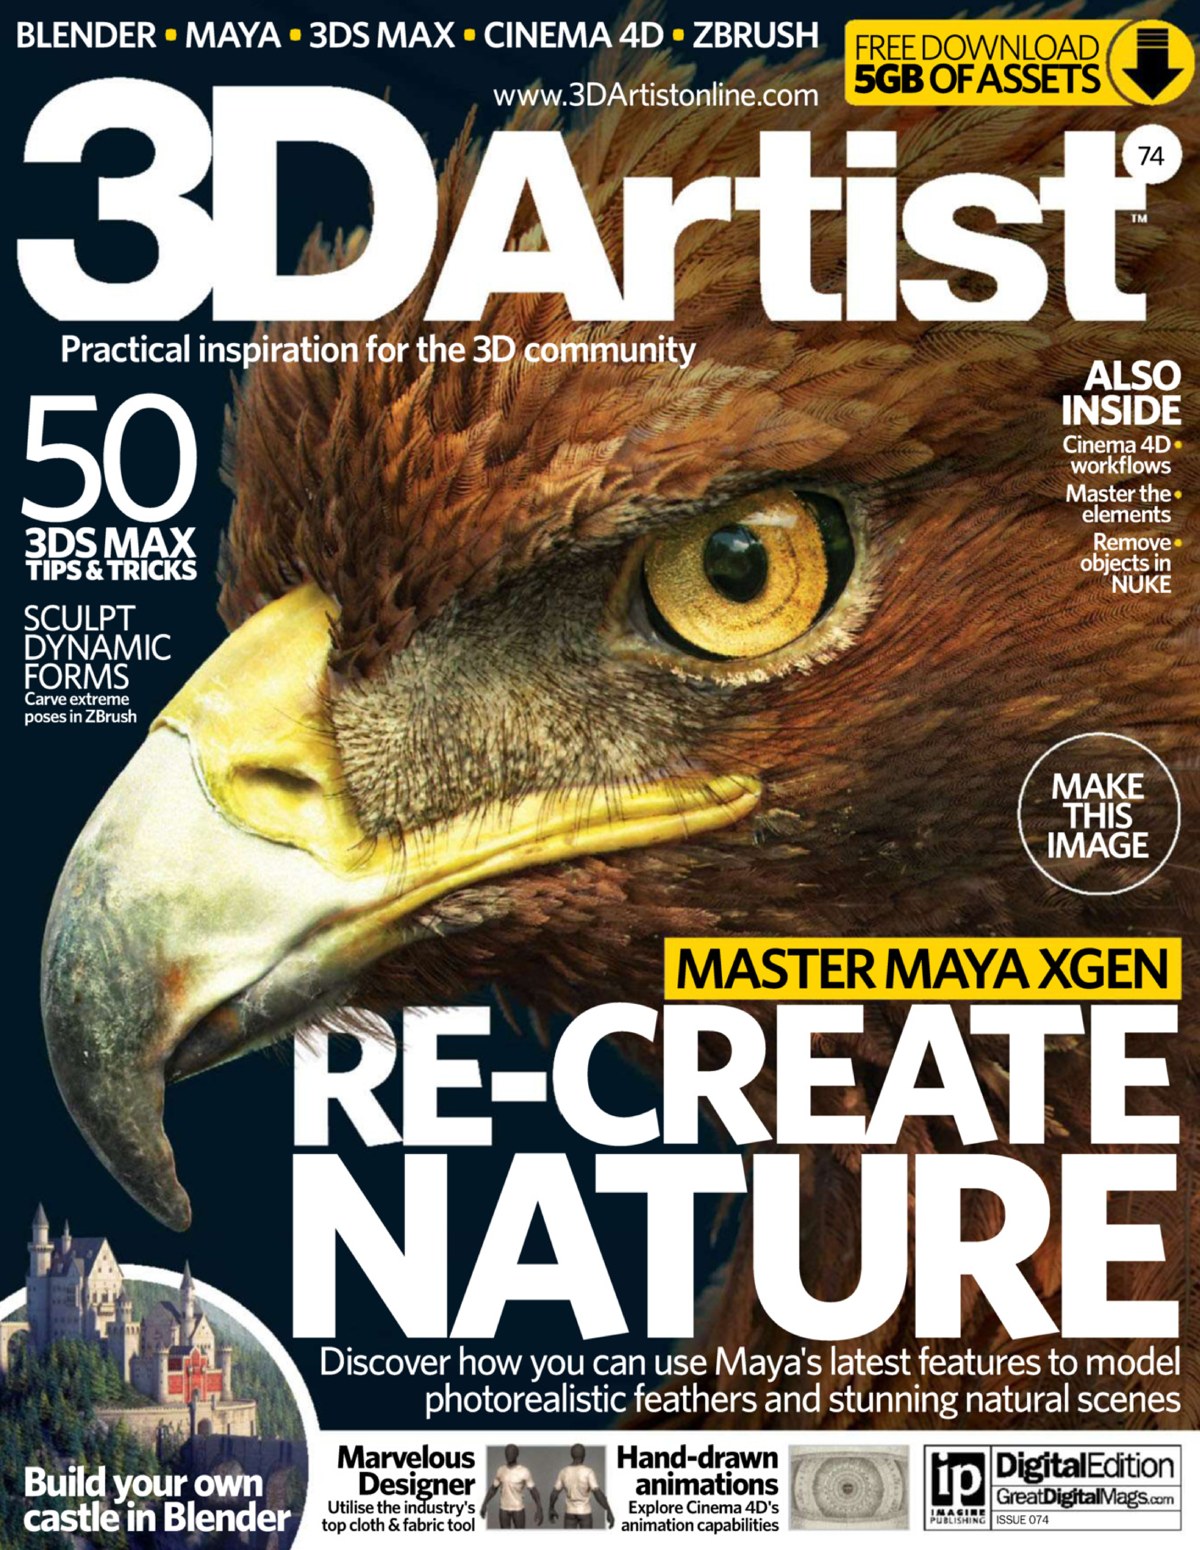 BLENDER • MAYA • 3DS MAX • CINEMA 4D • ZBRUSH
FREE DOWNLOAD
5GB OF ASSETS
www.3DArtistonline.com
3DArtist
74
™
Practical inspiration for the 3D community
50
3DS MAX
TIPS & TRICKS
SCULPT
DYNAMIC
FORMS
Carve extreme
poses in ZBrush
ALSO
INSIDE
Cinema 4D •
workflows
Master the •
elements
Remove •
objects in
NUKE
MAKE
THIS
IMAGE
MASTER MAYA XGEN
RE-CREATE
NATURE
Discover how you can use Maya's latest features to model
photorealistic feathers and stunning natural scenes
Build your own
castle in Blender
Marvelous
Designer
Utilise the industry's
top cloth & fabric tool
Hand-drawn
animations
Explore Cinema 4D's
animation capabilities
ip
IMAGINE
PUBLISHING
DigitalEdition
GreatDigitalMags.com
ISSUE 074